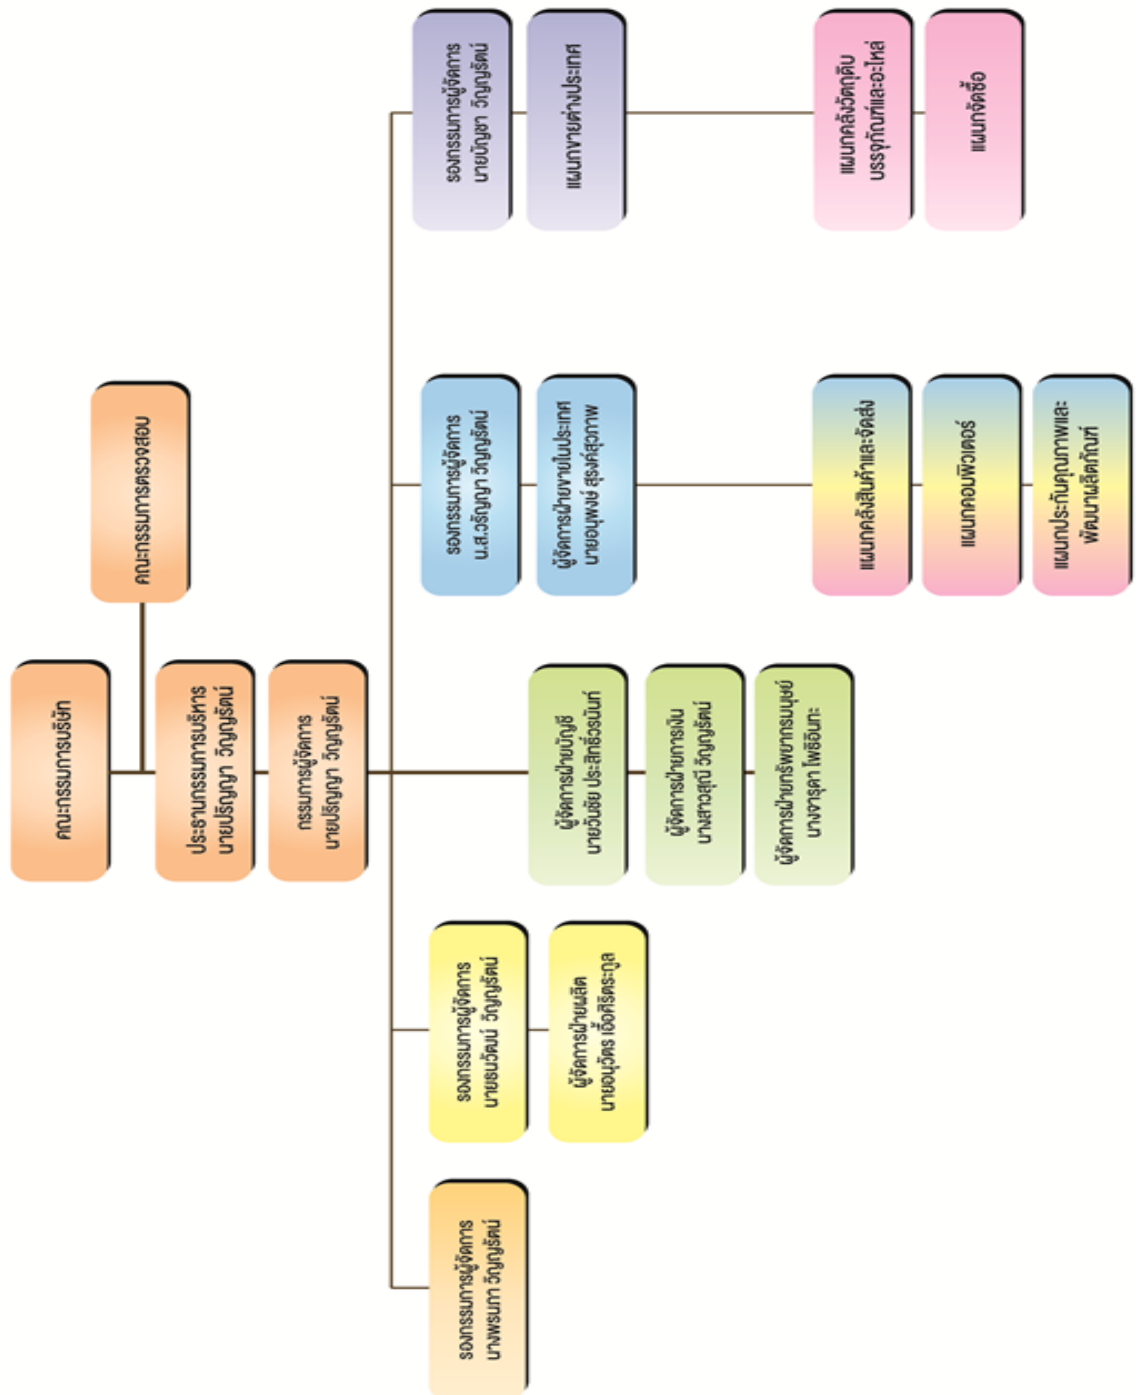 คณะกรรมการบริษัท
คณะกรรมการตรวจสอบ
ประธานกรรมการบริหาร
นายปริญญา วิญญรัตน์
กรรมการผู้จัดการ
นายปริญญา วิญญรัตน์
รองกรรมการผู้จัดการ
นางพรนภา วิญญรัตน์
รองกรรมการผู้จัดการ
นายธนวัฒน์ วิญญรัตน์
ผู้จัดการฝ่ายผลิต
นายอนุวัตร เอื้อศิริตระกูล
ผู้จัดการฝ่ายบัญชี
นายวันชัย ประสิทธิ์วรนันท์
ผู้จัดการฝ่ายการเงิน
นางสาวสุณี วิญญรัตน์
ผู้จัดการฝ่ายทรัพยากรมนุษย์
นางจารุดา โพธิอินทะ
รองกรรมการผู้จัดการ
น.ส.วรัญญา วิญญรัตน์
ผู้จัดการฝ่ายขายในประเทศ
นายอนุพงษ์ สุรงค์สุวภาพ
แผนกคลังสินค้าและจัดส่ง
แผนกคอมพิวเตอร์
แผนกประกันคุณภาพและ
พัฒนาผลิตภัณฑ์
รองกรรมการผู้จัดการ
นายบัญชา วิญญรัตน์
แผนกขายต่างประเทศ
แผนกคลังวัตถุดิบ
บรรจุภัณฑ์และอะไหล่
แผนกจัดซื้อ